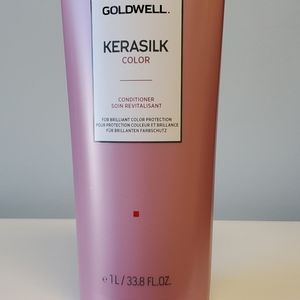 GOLDWELL.
KERASILK
COLOR
CONDITIONER
SOIN REVITALISANT
FOR BRILLIANT COLOR PROTECTION
POUR PROTECTION COULEUR ET BRILLANCE
FÜR BRILLANTEN FARBSCHUTZ
e 1 L / 33.8 FL.OZ.